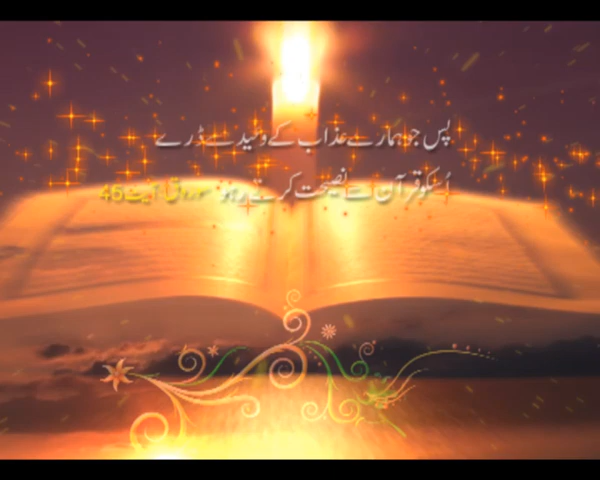 پس جو ہمارے عذاب کے وعید سے ڈرے
اُسکو قرآن سے نصیحت کرتے رہو سورۃ ق آیت 45